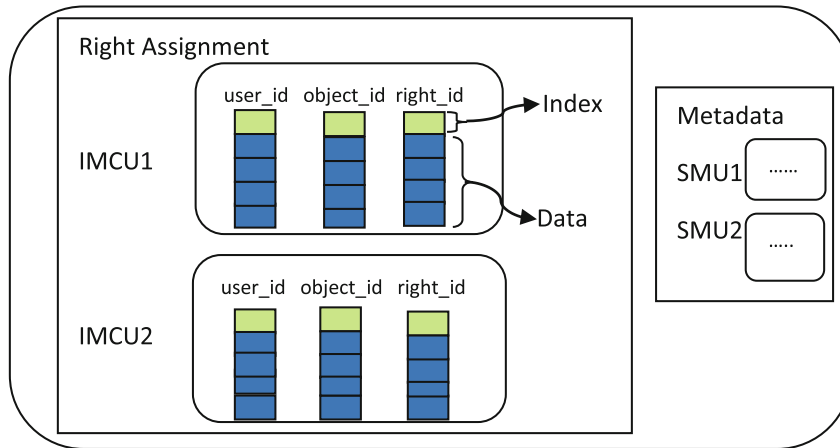 Right Assignment
user_id object_id right_id
Index
IMCU1
Data
user_id object_id right_id
IMCU2
Metadata
SMU1 ......
SMU2 .....